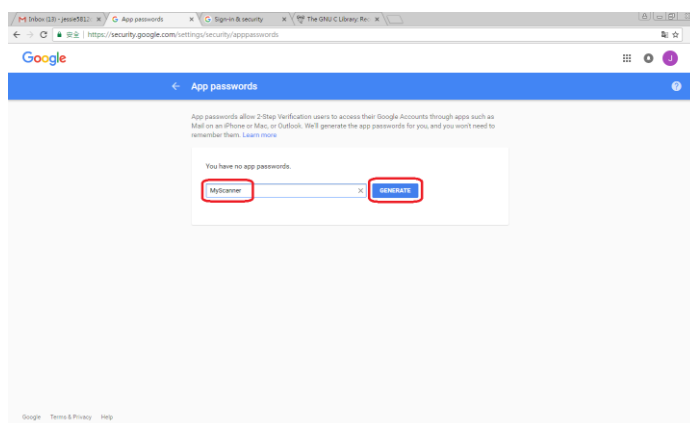 Inbox (13) - jessie5812
App passwords
Sign-in & security
The GNU C Library: Re
安全 | https://security.google.com/settings/security/apppasswords
Google
J
App passwords
App passwords allow 2-Step Verification users to access their Google Accounts through apps such as
Mail on an iPhone or Mac, or Outlook. We'll generate the app passwords for you, and you won't need to
remember them. Learn more
You have no app passwords.
MyScanner
GENERATE
Google Terms & Privacy Help